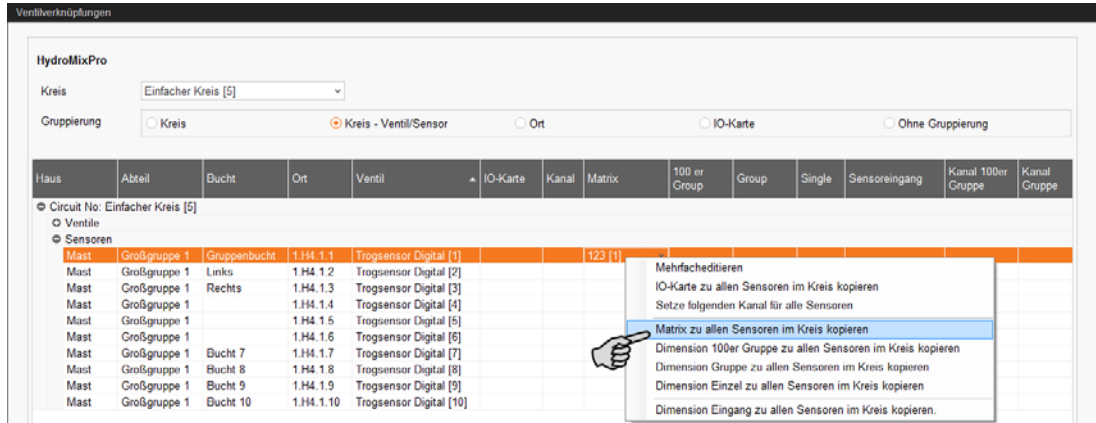 Ventilverknüpfungen
HydroMixPro
Kreis Einfacher Kreis [5]
Gruppierung Kreis Kreis - Ventil/Sensor Ort IO-Karte Ohne Gruppierung
Haus Abteil Bucht Ort Ventil IO-Karte Kanal Matrix 100 er Group Group Single Sensoreingang Kanal 100er Gruppe Kanal Gruppe
Circuit No: Einfacher Kreis [5]
Ventile
Sensoren
Mast Großgruppe 1 Gruppenbucht 1.H4.1.1 Trogsensor Digital [1] 123 [1]
Mast Großgruppe 1 Links 1.H4.1.2 Trogsensor Digital [2]
Mast Großgruppe 1 Rechts 1.H4.1.3 Trogsensor Digital [3]
Mast Großgruppe 1 1.H4.1.4 Trogsensor Digital [4]
Mast Großgruppe 1 1.H4.1.5 Trogsensor Digital [5]
Mast Großgruppe 1 1.H4.1.6 Trogsensor Digital [6]
Mast Großgruppe 1 Bucht 7 1.H4.1.7 Trogsensor Digital [7]
Mast Großgruppe 1 Bucht 8 1.H4.1.8 Trogsensor Digital [8]
Mast Großgruppe 1 Bucht 9 1.H4.1.9 Trogsensor Digital [9]
Mast Großgruppe 1 Bucht 10 1.H4.1.10 Trogsensor Digital [10]
Mehrfacheditieren
IO-Karte zu allen Sensoren im Kreis kopieren
Setze folgenden Kanal für alle Sensoren
Matrix zu allen Sensoren im Kreis kopieren
Dimension 100er Gruppe zu allen Sensoren im Kreis kopieren
Dimension Gruppe zu allen Sensoren im Kreis kopieren
Dimension Einzel zu allen Sensoren im Kreis kopieren
Dimension Eingang zu allen Sensoren im Kreis kopieren.